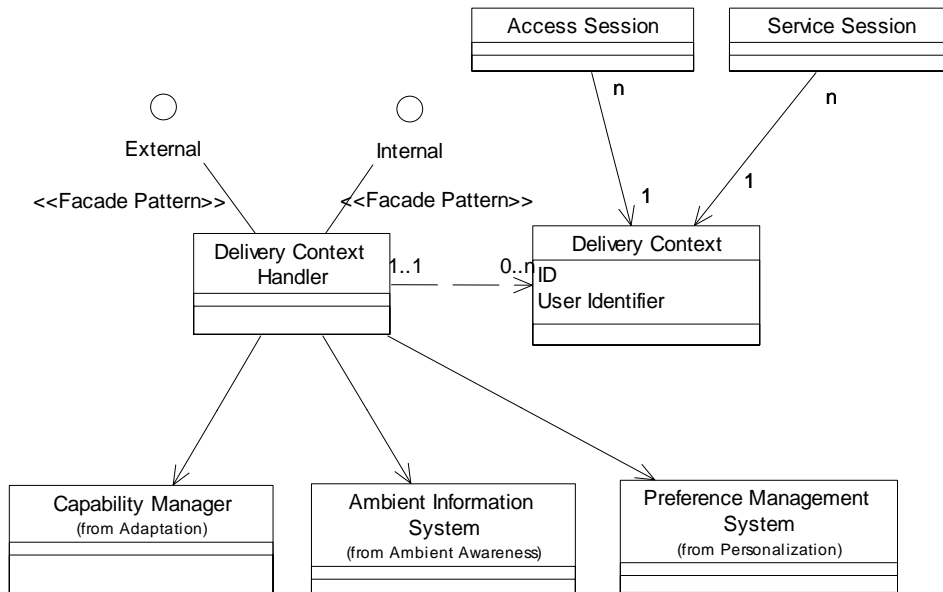 Access Session
Service Session
n
n
External
Internal
<<Facade Pattern>>
<<Facade Pattern>>
1
1
Delivery Context
Handler
1..1
0..n
Delivery Context
ID
User Identifier
Capability Manager
(from Adaptation)
Ambient Information
System
(from Ambient Awareness)
Preference Management
System
(from Personalization)